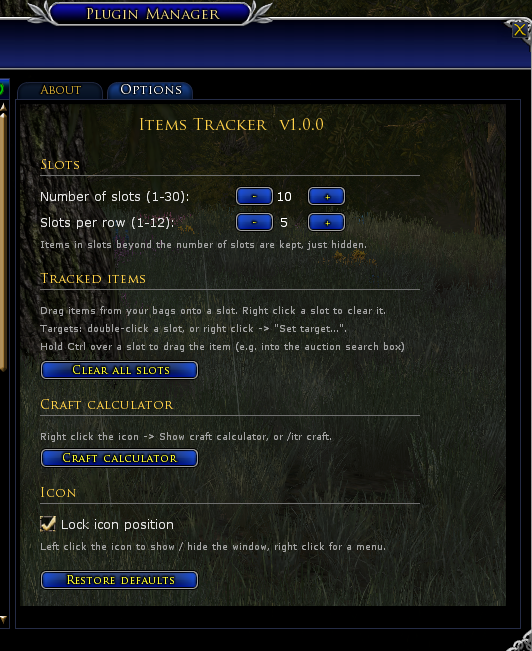 Plugin Manager
X
About
Options
Items Tracker v1.0.0
Slots
Number of slots (1-30): - 10 +
Slots per row (1-12): - 5 +
Items in slots beyond the number of slots are kept, just hidden.
Tracked items
Drag items from your bags onto a slot. Right click a slot to clear it.
Targets: double-click a slot, or right click -> "Set target...".
Hold Ctrl over a slot to drag the item (e.g. into the auction search box)
Clear all slots
Craft calculator
Right click the icon -> Show craft calculator, or /itr craft.
Craft calculator
Icon
Lock icon position
Left click the icon to show / hide the window, right click for a menu.
Restore defaults